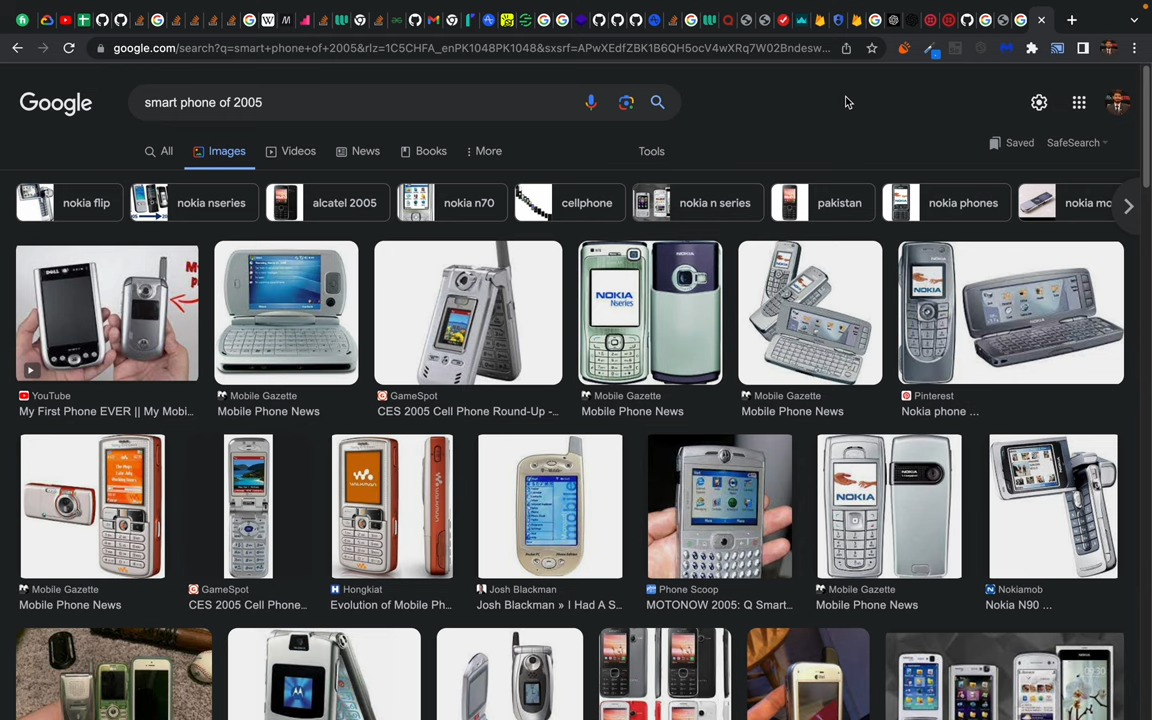 google.com/search?q=smart+phone+of+2005&rlz=1C5CHFA_enPK1048PK1048&sxsrf=APwXEdfZBK1B6QH5ocV4wXRq7W02Bndesw...
Google
smart phone of 2005
All
Images
Videos
News
Books
More
Tools
Saved
SafeSearch
nokia flip
nokia nseries
alcatel 2005
nokia n70
cellphone
nokia n series
pakistan
nokia phones
nokia mo
DELL
NOKIA
Nseries
NOKIA
YouTube
Mobile Gazette
GameSpot
Mobile Gazette
Mobile Gazette
Pinterest
My First Phone EVER || My Mobi...
Mobile Phone News
CES 2005 Cell Phone Round-Up -...
Mobile Phone News
Mobile Phone News
Nokia phone ...
WALKMAN
T··Mobile·
NOKIA
NOKIA
Mobile Gazette
GameSpot
Hongkiat
Josh Blackman
Phone Scoop
Mobile Gazette
Nokiamob
Mobile Phone News
CES 2005 Cell Phone...
Evolution of Mobile Ph...
Josh Blackman » I Had A S...
MOTONOW 2005: Q Smart...
Mobile Phone News
Nokia N90 ...